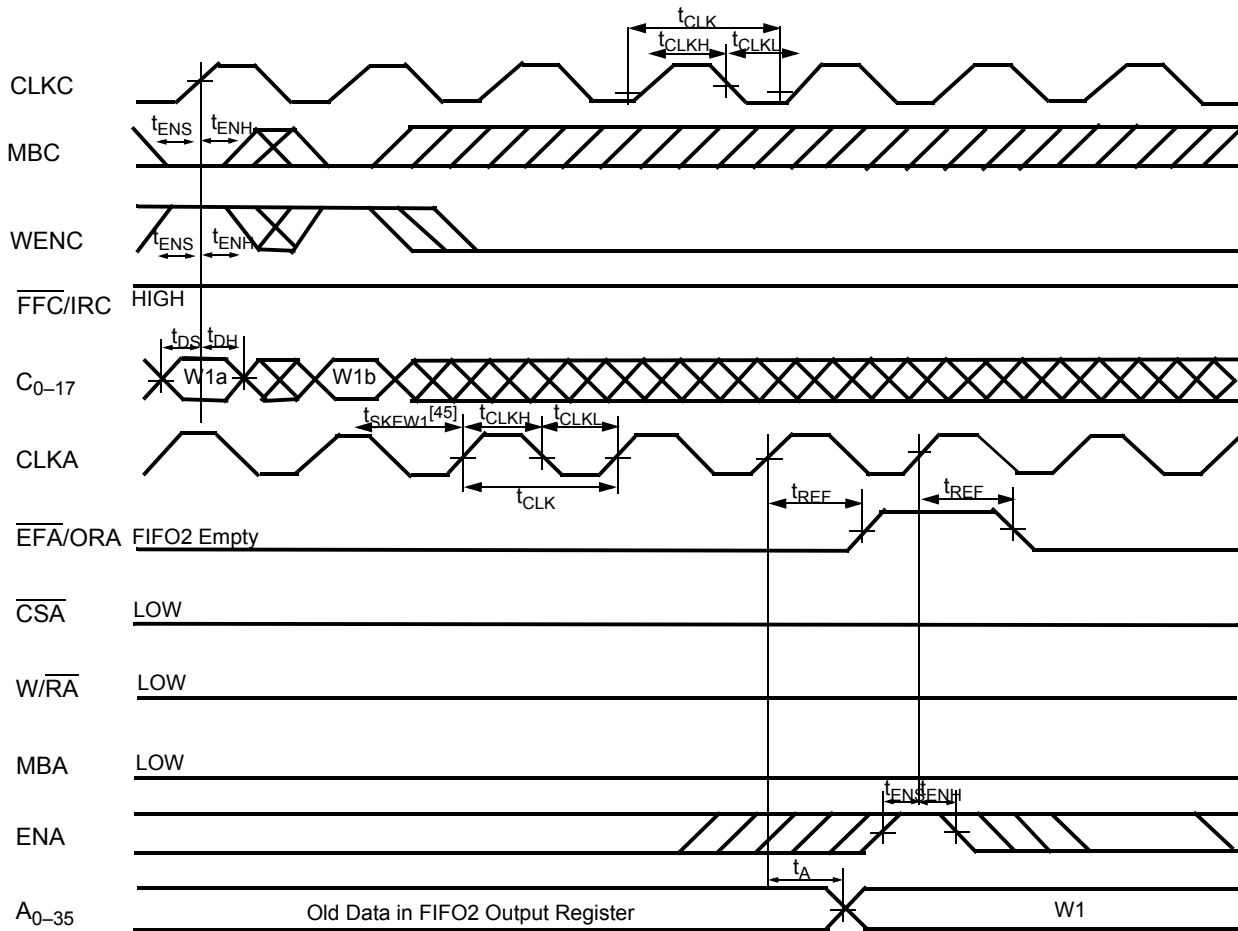 tCLK
tCLKH tCLKL
CLKC
tENS tENH
MBC
WENC
tENS tENH
FFC/IRC HIGH
tDS tDH
C0–17 W1a W1b
tSKEW1[45] tCLKH tCLKL
CLKA
tCLK
tREF tREF
EFA/ORA FIFO2 Empty
CSA LOW
W/RA LOW
MBA LOW
tENS tENH
ENA
tA
A0–35 Old Data in FIFO2 Output Register W1